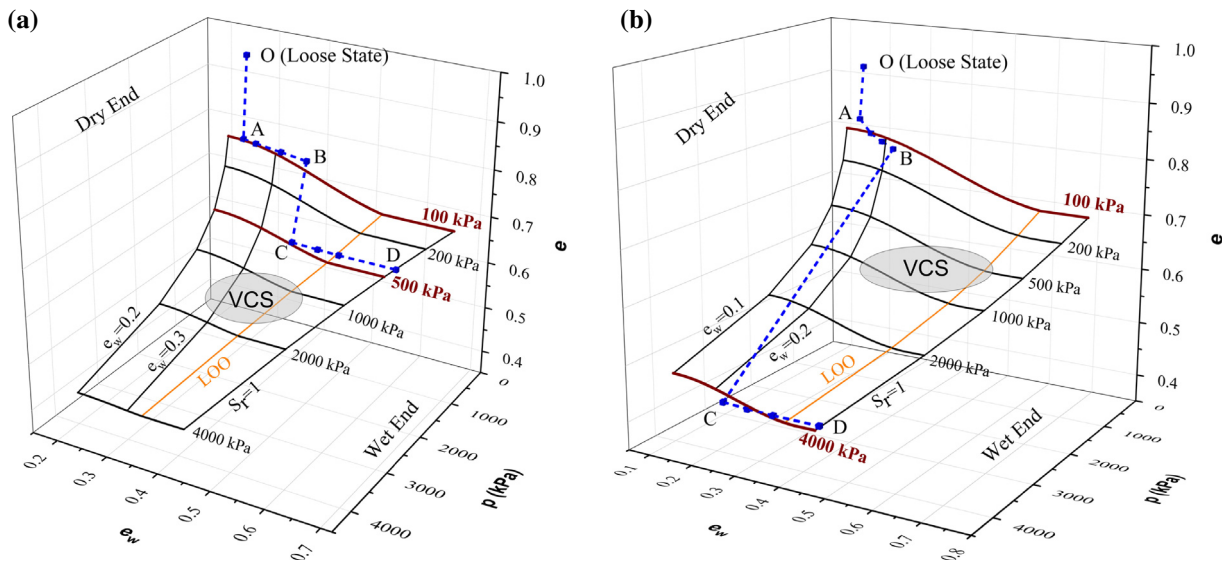 (a)
O (Loose State)
Dry End
A
B
C
D
100 kPa
200 kPa
500 kPa
1000 kPa
2000 kPa
4000 kPa
VCS
e_w=0.2
e_w=0.3
LOO
S_r=1
Wet End
1.0
0.9
0.8
0.7
0.6
0.5
0.4
e
0
1000
2000
3000
4000
p (kPa)
0.2
0.3
0.4
0.5
0.6
0.7
e_w
(b)
O (Loose State)
Dry End
A
B
C
D
100 kPa
200 kPa
500 kPa
1000 kPa
2000 kPa
4000 kPa
VCS
e_w=0.1
e_w=0.2
LOO
S_r=1
Wet End
1.0
0.9
0.8
0.7
0.6
0.5
0.4
e
0
1000
2000
3000
4000
p (kPa)
0.1
0.2
0.3
0.4
0.5
0.6
0.7
0.8
e_w